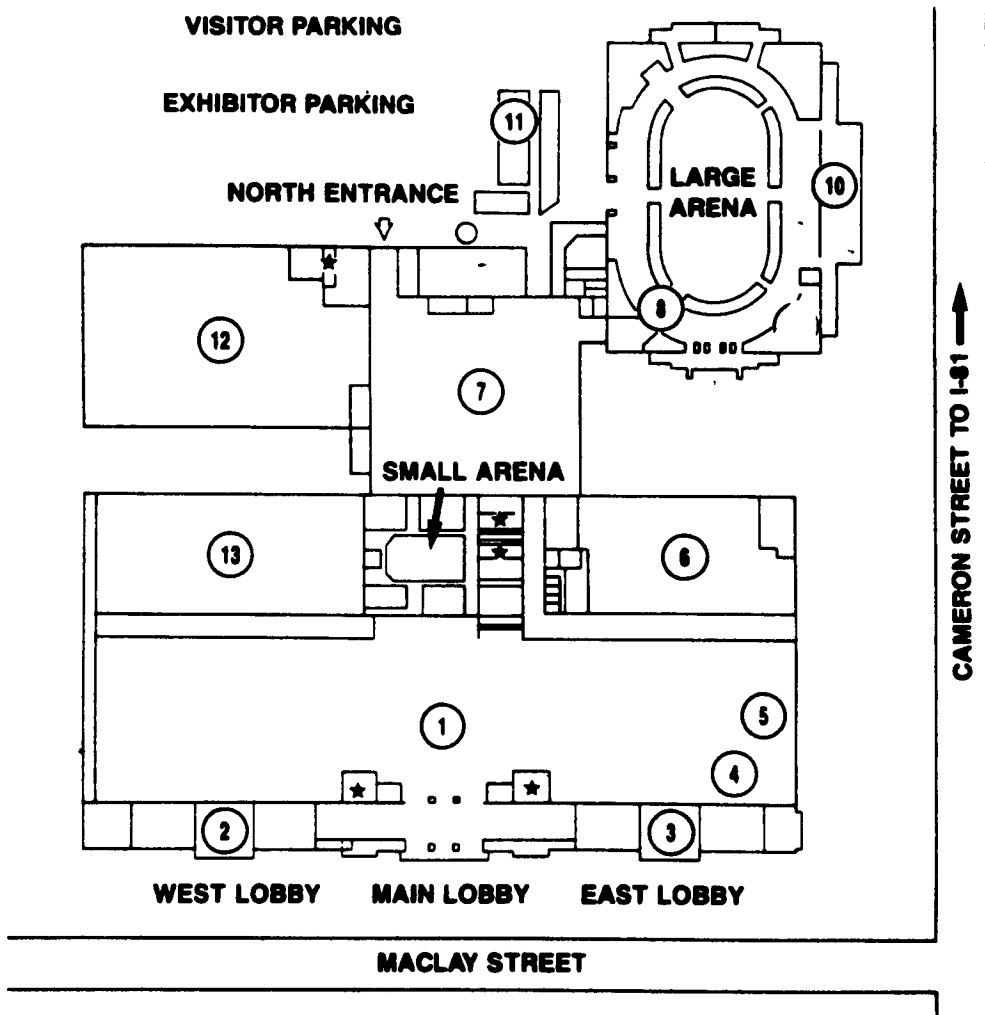 VISITOR PARKING
EXHIBITOR PARKING
11
NORTH ENTRANCE
LARGE
ARENA
10
8
12
7
CAMERON STREET TO I-81
SMALL ARENA
13
6
1
5
4
2
3
WEST LOBBY
MAIN LOBBY
EAST LOBBY
MACLAY STREET